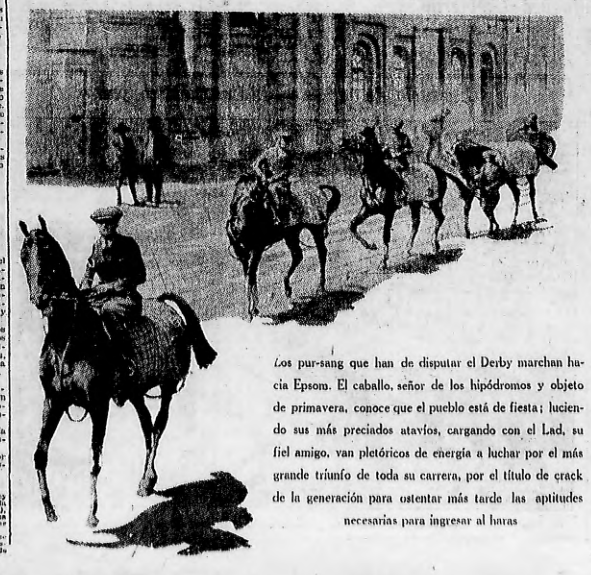 Los pur-sang que han de disputar el Derby marchan ha-
cia Epsom. El caballo, señor de los hipódromos y objeto
de primavera, conoce que el pueblo está de fiesta; lucien-
do sus más preciados atavíos, cargando con el Lad, su
fiel amigo, van pletóricos de energía a luchar por el más
grande triunfo de toda su carrera, por el título de crack
de la generación para ostentar más tarde las aptitudes
necesarias para ingresar al haras